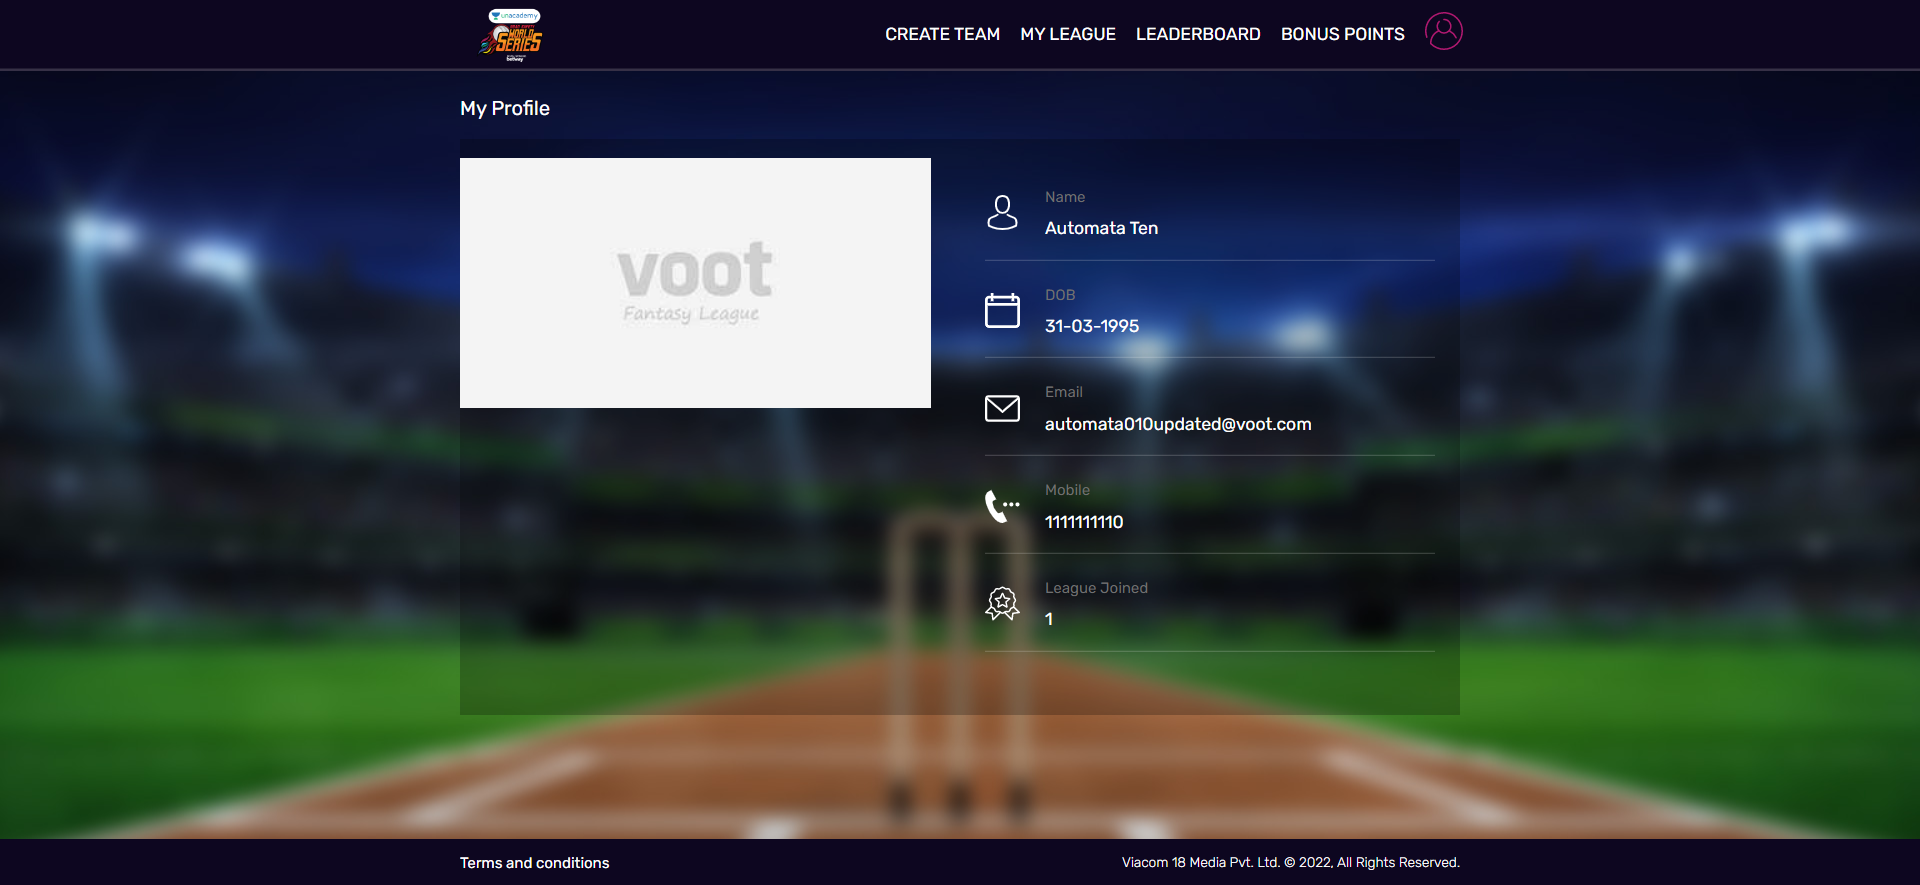 unacademy
WORLD
SERIES
betway
CREATE TEAM
MY LEAGUE
LEADERBOARD
BONUS POINTS
My Profile
voot
Fantasy League
Name
Automata Ten
DOB
31-03-1995
Email
automata010updated@voot.com
Mobile
1111111110
League Joined
1
Terms and conditions
Viacom 18 Media Pvt. Ltd. © 2022, All Rights Reserved.